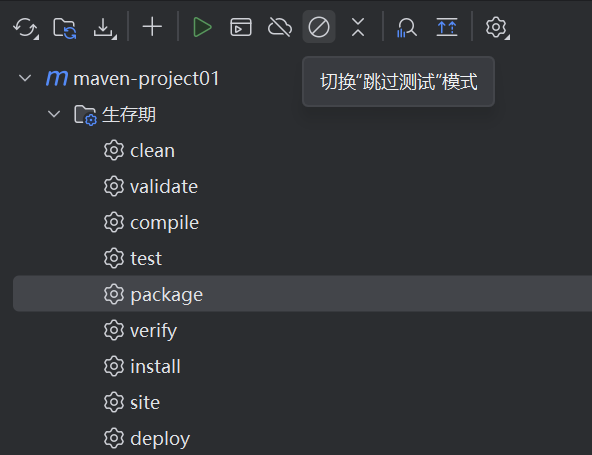 切换“跳过测试”模式
maven-project01
生存期
clean
validate
compile
test
package
verify
install
site
deploy